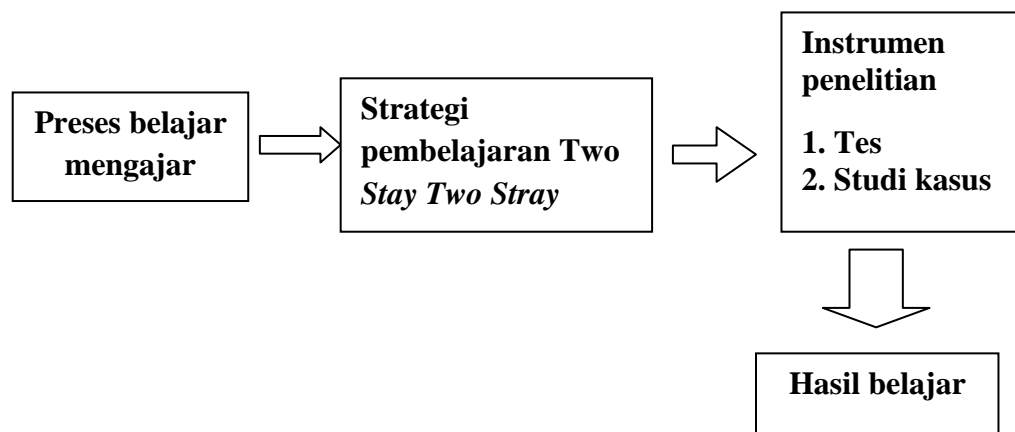 Preses belajar
mengajar
Strategi
pembelajaran Two
Stay Two Stray
Instrumen
penelitian
1. Tes
2. Studi kasus
Hasil belajar